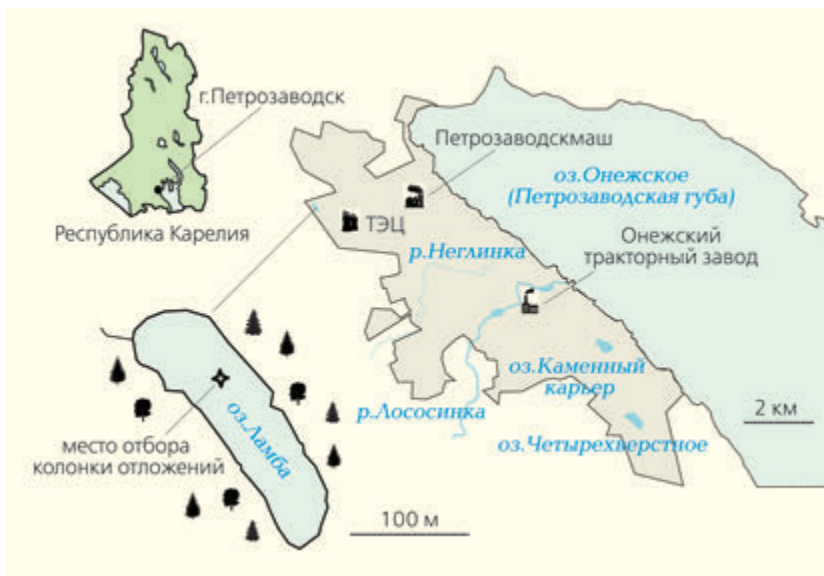 г.Петрозаводск
Петрозаводскмаш
оз.Онежское
(Петрозаводская губа)
Республика Карелия
ТЭЦ
р.Неглинка
Онежский
тракторный завод
оз.Каменный
карьер
2 км
р.Лососинка
оз.Ламба
место отбора
колонки отложений
оз.Четырехверстное
100 м